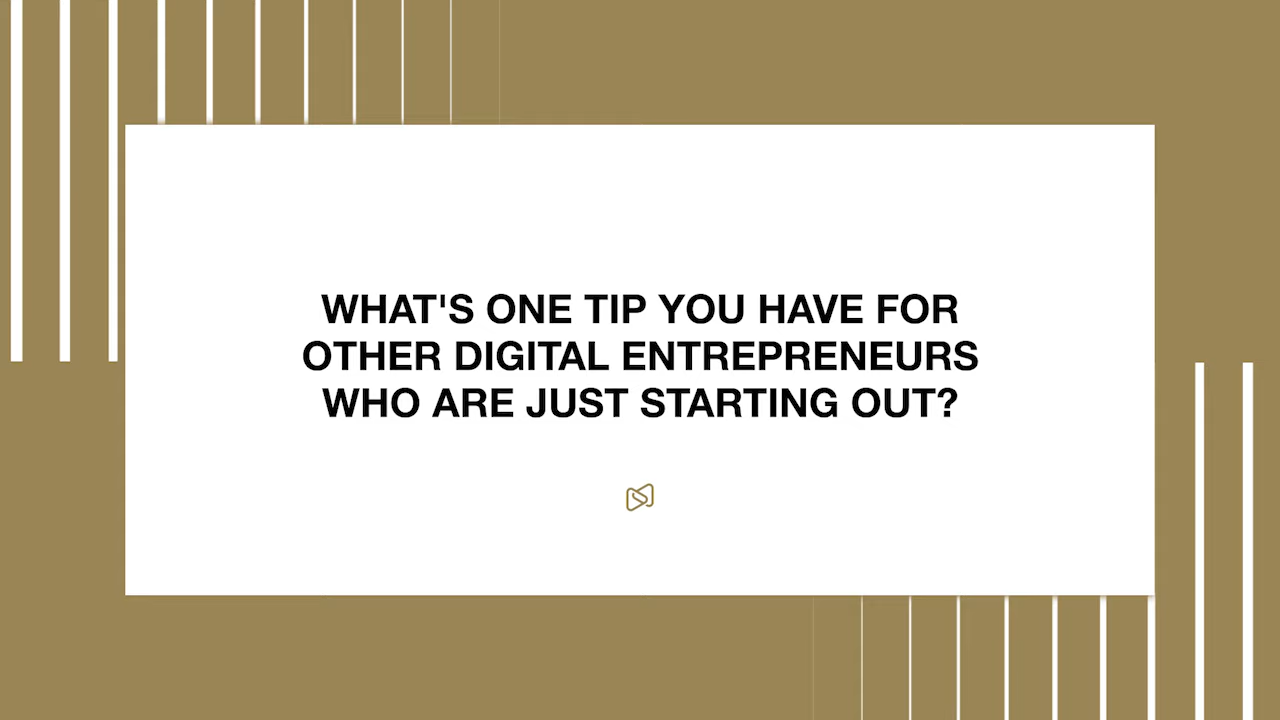 WHAT'S ONE TIP YOU HAVE FOR
OTHER DIGITAL ENTREPRENEURS
WHO ARE JUST STARTING OUT?